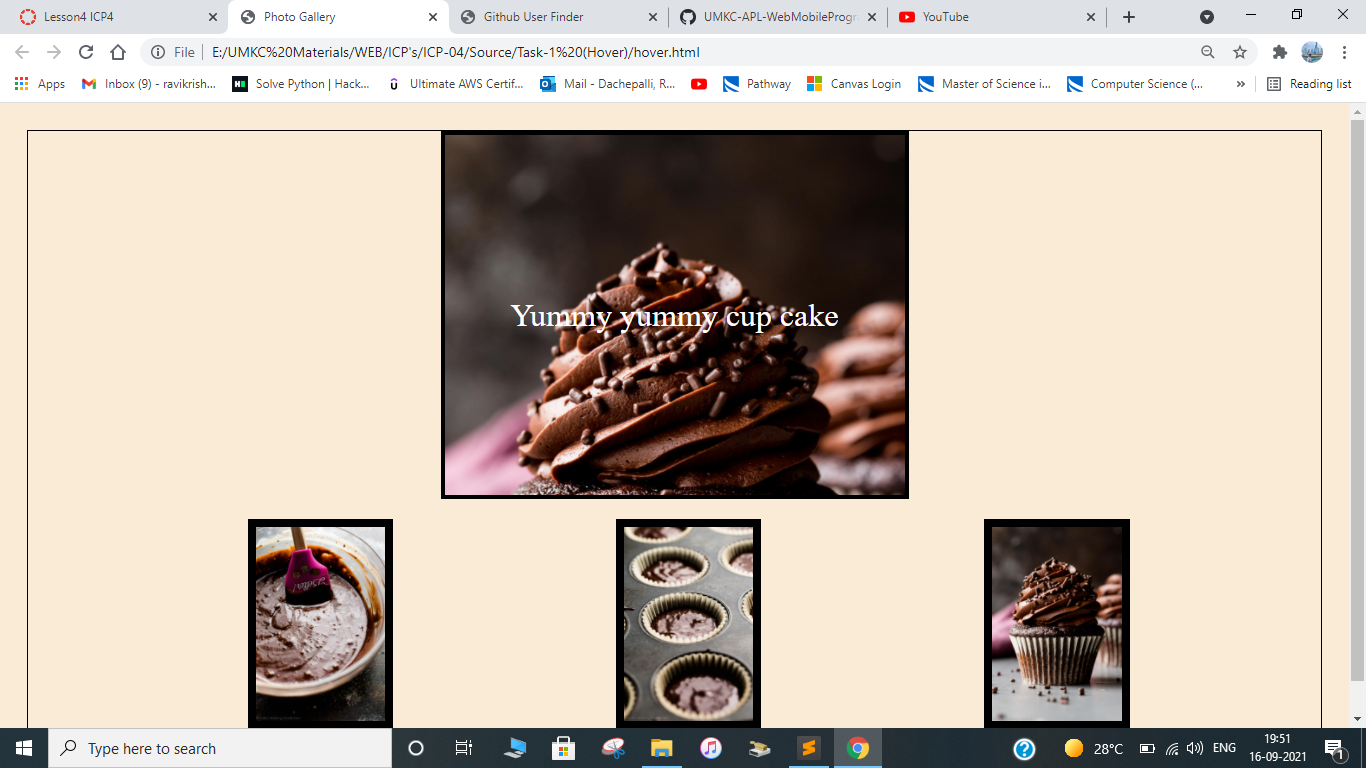 Lesson4 ICP4
Photo Gallery
Github User Finder
UMKC-APL-WebMobileProgr
YouTube
File
E:/UMKC%20Materials/WEB/ICP's/ICP-04/Source/Task-1%20(Hover)/hover.html
Apps
Inbox (9) - ravikrish...
Solve Python | Hack...
Ultimate AWS Certif...
Mail - Dachepalli, R...
Pathway
Canvas Login
Master of Science i...
Computer Science (...
»
Reading list
Yummy yummy cup cake
Type here to search
28°C
ENG
19:51
16-09-2021
1